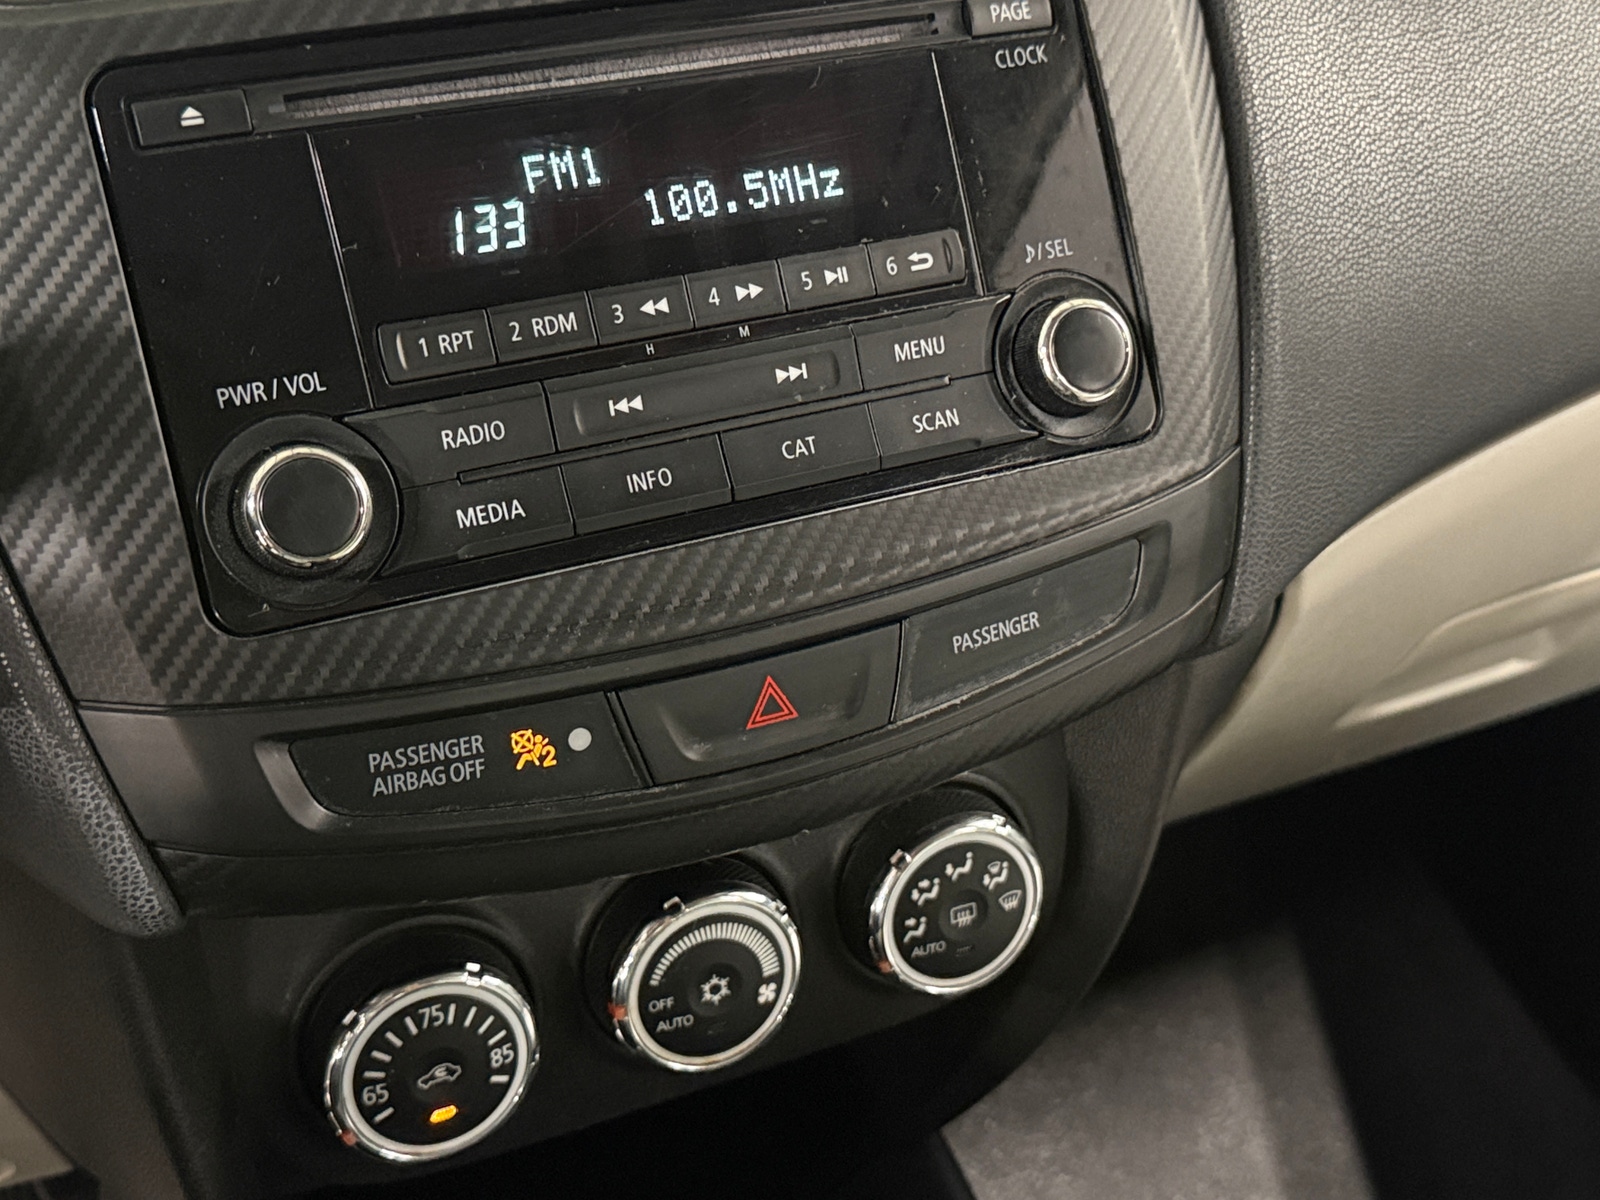 PAGE
CLOCK
FM1
133 100.5MHz
♪/SEL
1 RPT 2 RDM 3 4 5 6
H M
PWR / VOL
RADIO MENU
MEDIA INFO CAT SCAN
PASSENGER
PASSENGER
AIRBAG OFF 2
75
65 85
OFF
AUTO
AUTO